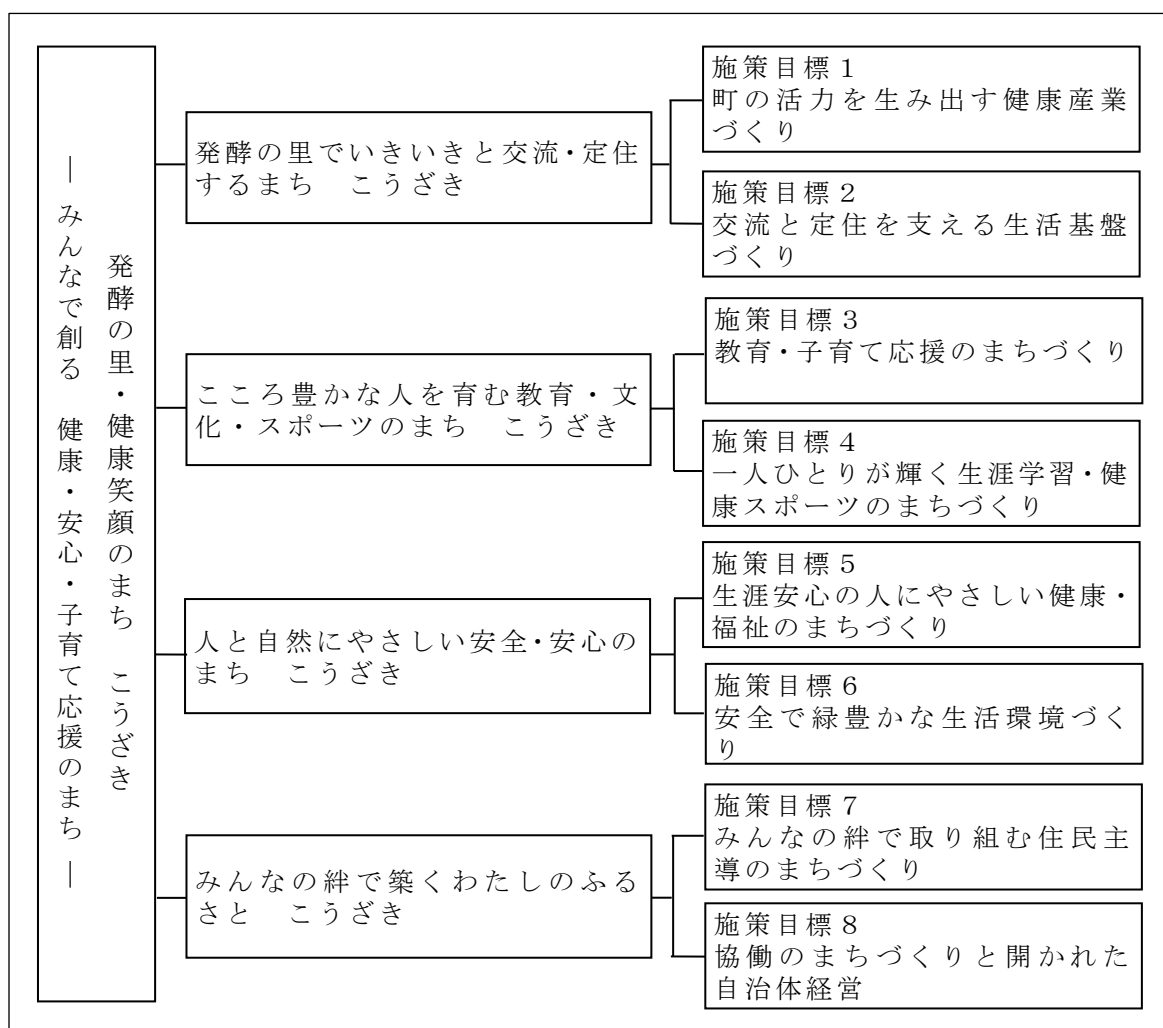 発酵の里・健康笑顔のまち　こうざき
― みんなで創る　健康・安心・子育て応援のまち ―
発酵の里でいきいきと交流・定住
するまち　こうざき
施策目標１
町の活力を生み出す健康産業
づくり
施策目標２
交流と定住を支える生活基盤
づくり
こころ豊かな人を育む教育・文
化・スポーツのまち　こうざき
施策目標３
教育・子育て応援のまちづくり
施策目標４
一人ひとりが輝く生涯学習・健
康スポーツのまちづくり
人と自然にやさしい安全・安心の
まち　こうざき
施策目標５
生涯安心の人にやさしい健康・
福祉のまちづくり
施策目標６
安全で緑豊かな生活環境づく
り
みんなの絆で築くわたしのふる
さと　こうざき
施策目標７
みんなの絆で取り組む住民主
導のまちづくり
施策目標８
協働のまちづくりと開かれた
自治体経営